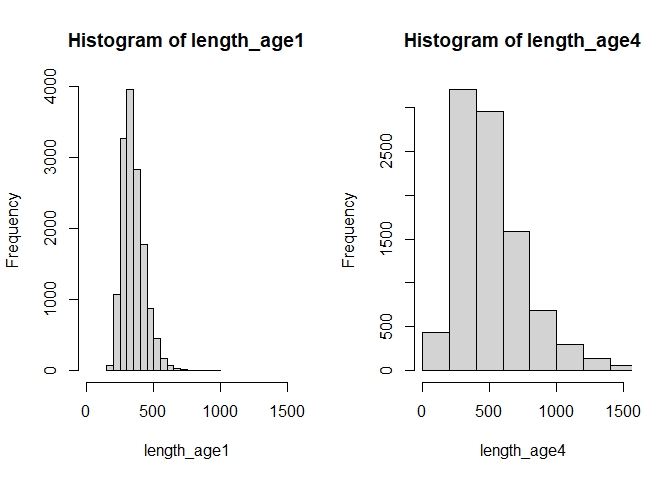 Histogram of length_age1
Frequency
4000
3000
2000
1000
0
0 500 1000 1500
length_age1
Histogram of length_age4
Frequency
2500
1500
500
0 500 1000 1500
length_age4